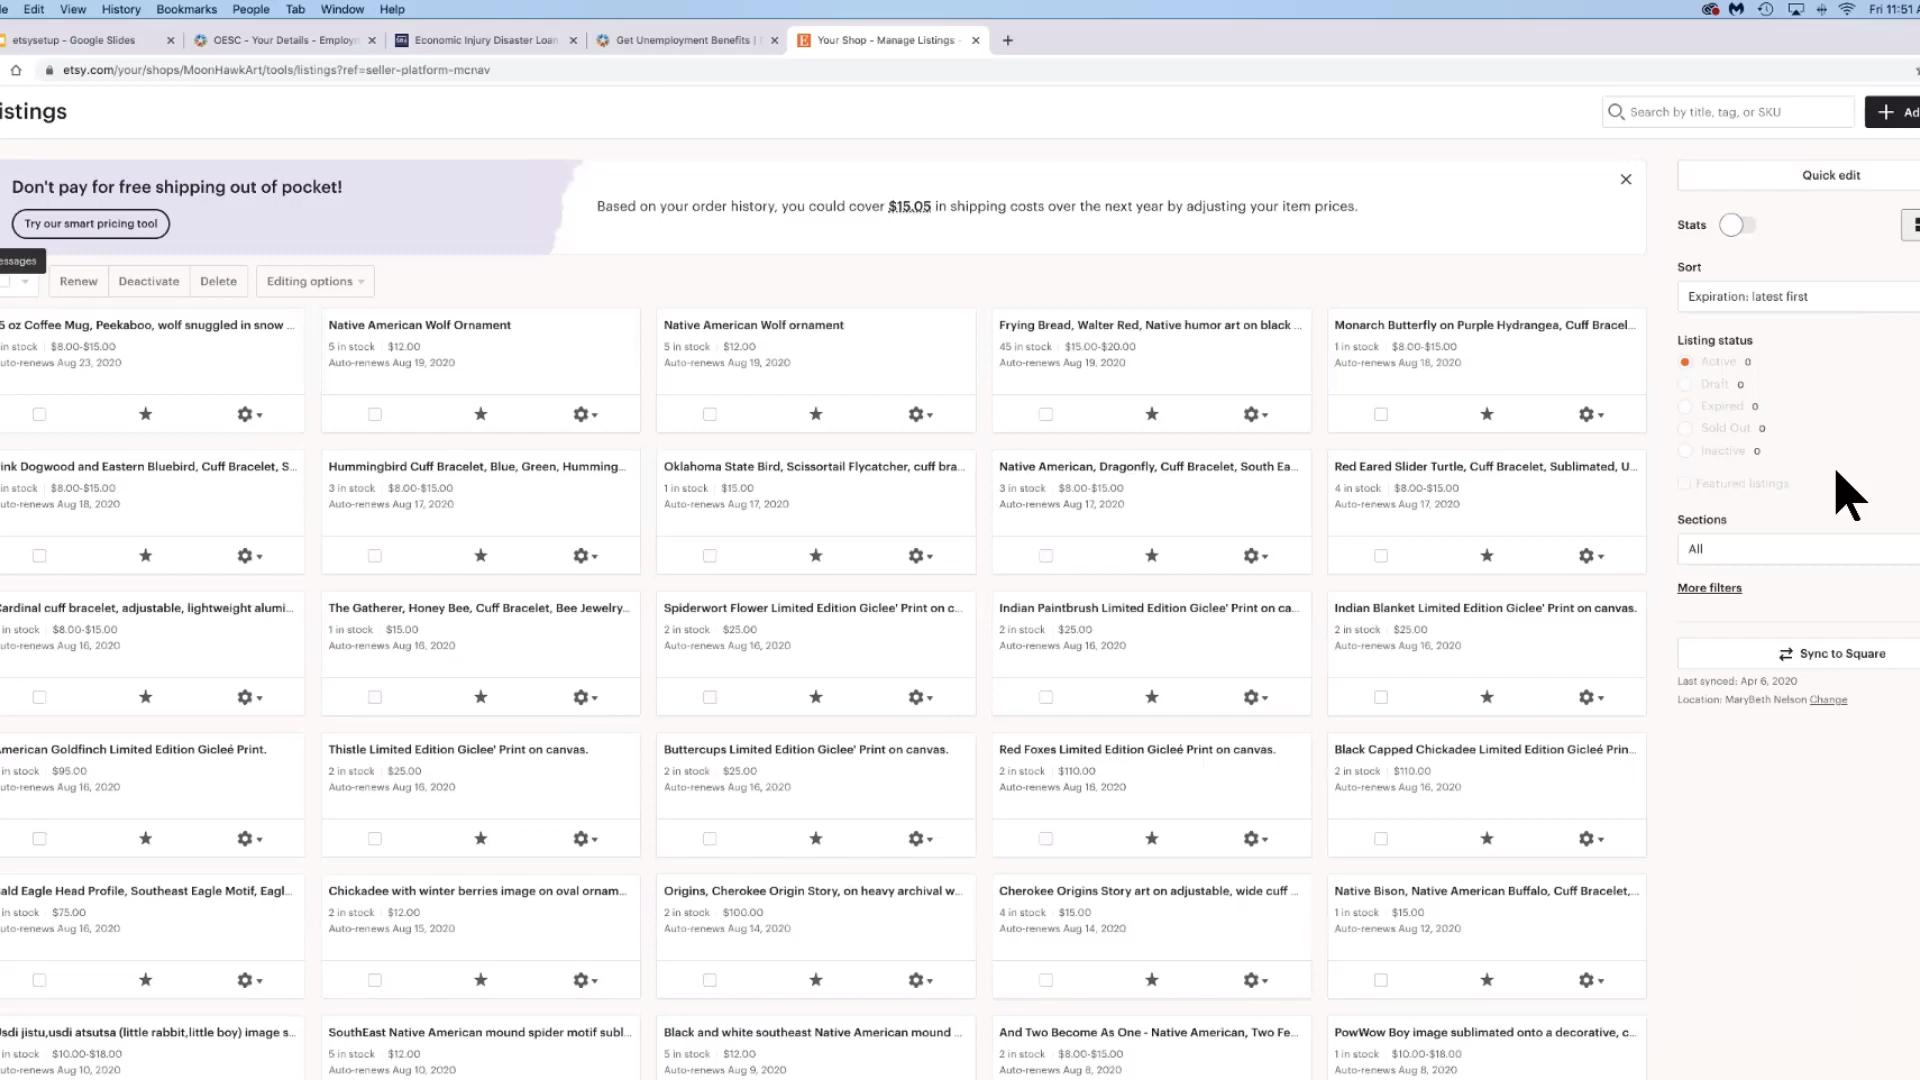 Edit View History Bookmarks People Tab Window Help Fri 11:51 A
etsysetup - Google Slides OESC - Your Details - Employm Economic Injury Disaster Loan Get Unemployment Benefits | Your Shop - Manage Listings -
etsy.com/your/shops/MoonHawkArt/tools/listings?ref=seller-platform-mcnav
istings Search by title, tag, or SKU Ad
Don't pay for free shipping out of pocket!
Try our smart pricing tool
Based on your order history, you could cover $15.05 in shipping costs over the next year by adjusting your item prices.
Quick edit
Stats
essages
Renew Deactivate Delete Editing options
Sort
Expiration: latest first
5 oz Coffee Mug, Peekaboo, wolf snuggled in snow ... Native American Wolf Ornament Native American Wolf ornament Frying Bread, Walter Red, Native humor art on black ... Monarch Butterfly on Purple Hydrangea, Cuff Bracel...
in stock $8.00-$15.00 5 in stock $12.00 5 in stock $12.00 45 in stock $15.00-$20.00 1 in stock $8.00-$15.00
uto-renews Aug 23, 2020 Auto-renews Aug 19, 2020 Auto-renews Aug 19, 2020 Auto-renews Aug 19, 2020 Auto-renews Aug 18, 2020
Listing status
Active 0
Draft 0
Expired 0
Sold Out 0
Inactive 0
Featured listings
ink Dogwood and Eastern Bluebird, Cuff Bracelet, S... Hummingbird Cuff Bracelet, Blue, Green, Humming... Oklahoma State Bird, Scissortail Flycatcher, cuff bra... Native American, Dragonfly, Cuff Bracelet, South Ea... Red Eared Slider Turtle, Cuff Bracelet, Sublimated, U...
in stock $8.00-$15.00 3 in stock $8.00-$15.00 1 in stock $15.00 3 in stock $8.00-$15.00 4 in stock $8.00-$15.00
uto-renews Aug 18, 2020 Auto-renews Aug 17, 2020 Auto-renews Aug 17, 2020 Auto-renews Aug 17, 2020 Auto-renews Aug 17, 2020
Sections
All
More filters
Cardinal cuff bracelet, adjustable, lightweight alumi... The Gatherer, Honey Bee, Cuff Bracelet, Bee Jewelry... Spiderwort Flower Limited Edition Giclee' Print on c... Indian Paintbrush Limited Edition Giclee' Print on ca... Indian Blanket Limited Edition Giclee' Print on canvas.
in stock $8.00-$15.00 1 in stock $15.00 2 in stock $25.00 2 in stock $25.00 2 in stock $25.00
uto-renews Aug 16, 2020 Auto-renews Aug 16, 2020 Auto-renews Aug 16, 2020 Auto-renews Aug 16, 2020 Auto-renews Aug 16, 2020
Sync to Square
Last synced: Apr 6, 2020
Location: MaryBeth Nelson Change
American Goldfinch Limited Edition Gicleé Print. Thistle Limited Edition Giclee' Print on canvas. Buttercups Limited Edition Giclee' Print on canvas. Red Foxes Limited Edition Gicleé Print on canvas. Black Capped Chickadee Limited Edition Gicleé Prin...
in stock $95.00 2 in stock $25.00 2 in stock $25.00 2 in stock $110.00 2 in stock $110.00
uto-renews Aug 16, 2020 Auto-renews Aug 16, 2020 Auto-renews Aug 16, 2020 Auto-renews Aug 16, 2020 Auto-renews Aug 16, 2020
ald Eagle Head Profile, Southeast Eagle Motif, Eagl... Chickadee with winter berries image on oval ornam... Origins, Cherokee Origin Story, on heavy archival w... Cherokee Origins Story art on adjustable, wide cuff ... Native Bison, Native American Buffalo, Cuff Bracelet,...
in stock $75.00 2 in stock $12.00 2 in stock $100.00 4 in stock $15.00 1 in stock $15.00
uto-renews Aug 16, 2020 Auto-renews Aug 15, 2020 Auto-renews Aug 14, 2020 Auto-renews Aug 14, 2020 Auto-renews Aug 12, 2020
Usdi jistu,usdi atsutsa (little rabbit,little boy) image s... SouthEast Native American mound spider motif subl... Black and white southeast Native American mound ... And Two Become As One - Native American, Two Fe... PowWow Boy image sublimated onto a decorative, c...
in stock $10.00-$18.00 5 in stock $12.00 5 in stock $12.00 2 in stock $8.00-$15.00 1 in stock $10.00-$18.00
uto-renews Aug 10, 2020 Auto-renews Aug 10, 2020 Auto-renews Aug 9, 2020 Auto-renews Aug 8, 2020 Auto-renews Aug 8, 2020